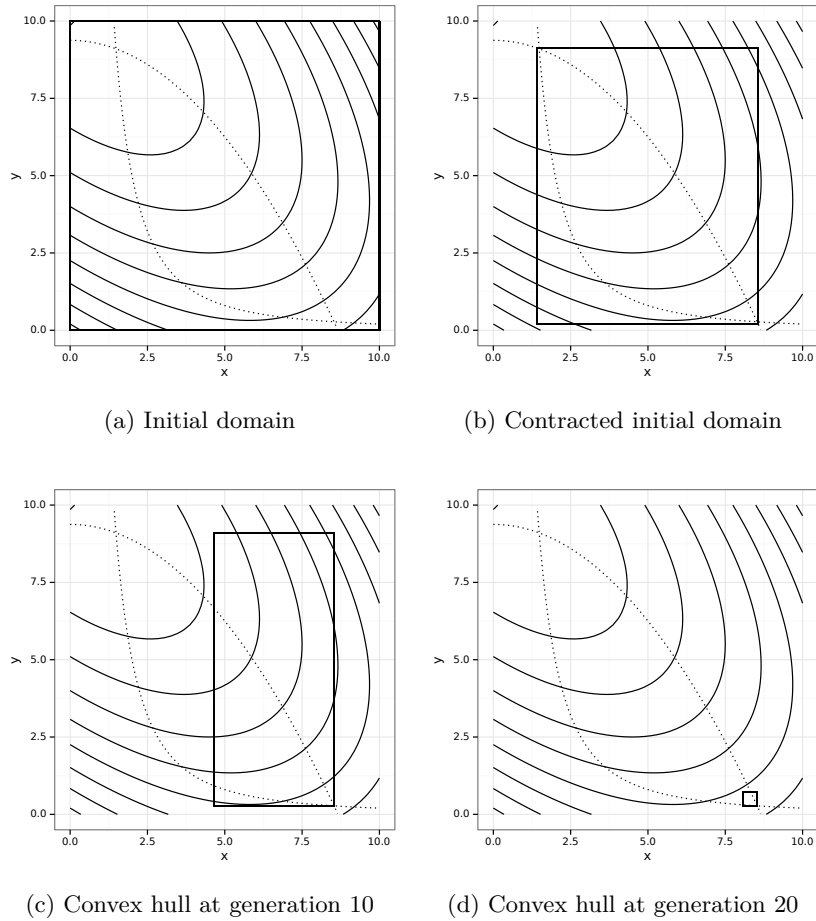 10.0
7.5
5.0
2.5
0.0
y
0.0 2.5 5.0 7.5 10.0
x
(a) Initial domain
10.0
7.5
5.0
2.5
0.0
y
0.0 2.5 5.0 7.5 10.0
x
(b) Contracted initial domain
10.0
7.5
5.0
2.5
0.0
y
0.0 2.5 5.0 7.5 10.0
x
(c) Convex hull at generation 10
10.0
7.5
5.0
2.5
0.0
y
0.0 2.5 5.0 7.5 10.0
x
(d) Convex hull at generation 20